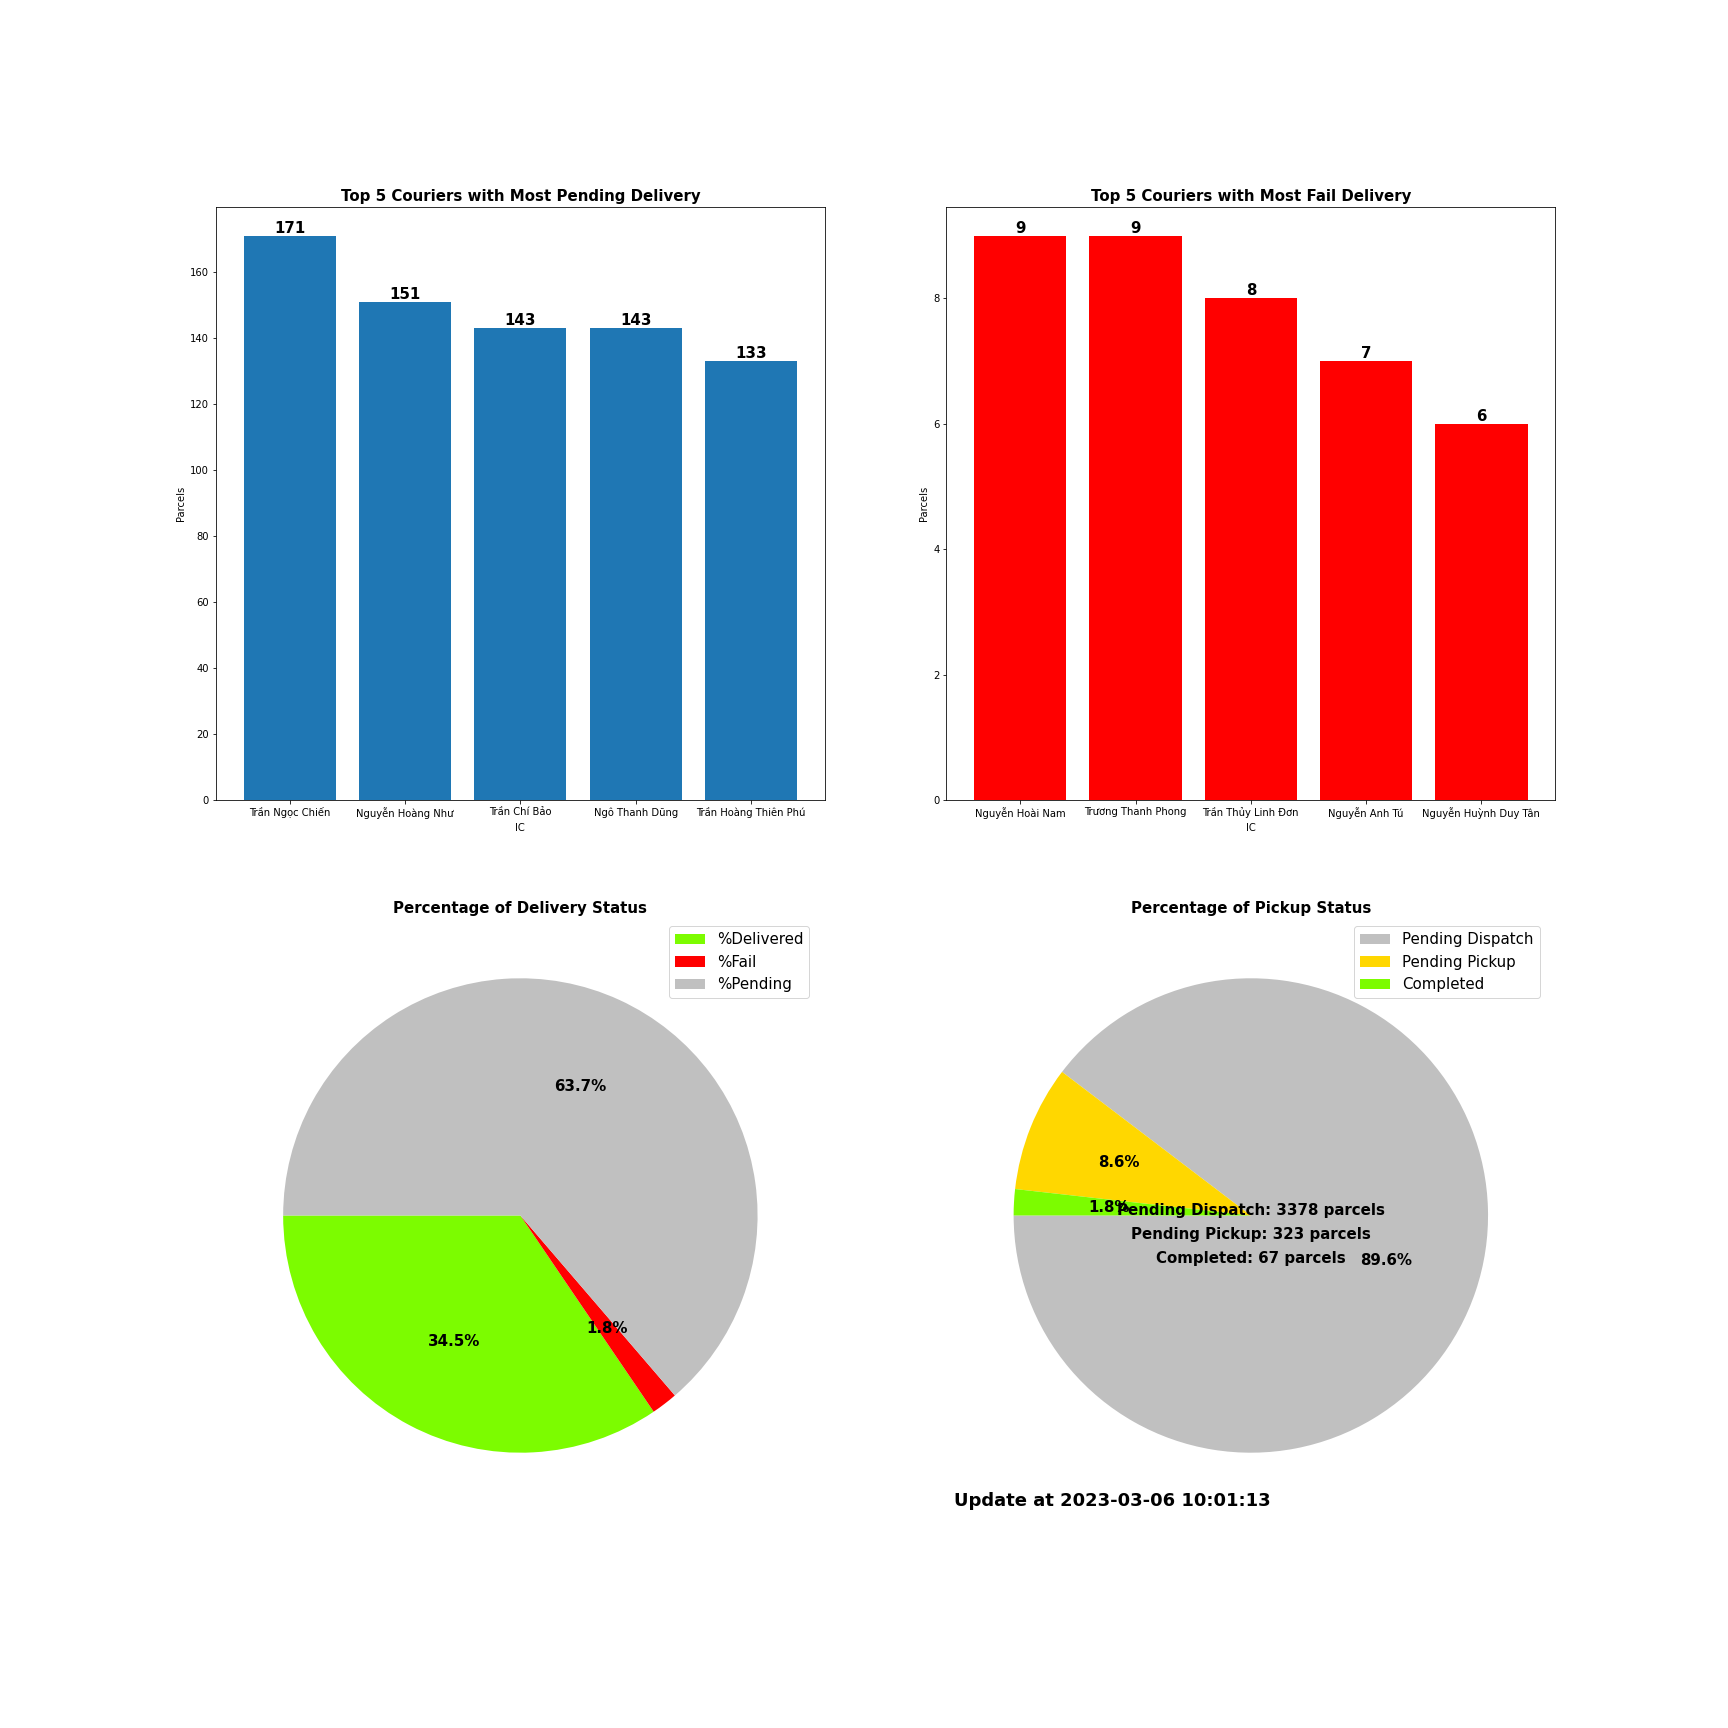 Top 5 Couriers with Most Pending Delivery
171
151
143
143
133
160
140
120
100
80
60
40
20
0
Parcels
Trần Ngọc Chiến
Nguyễn Hoàng Như
Trần Chí Bảo
Ngô Thanh Dũng
Trần Hoàng Thiên Phú
IC
Top 5 Couriers with Most Fail Delivery
9
9
8
7
6
8
6
4
2
0
Parcels
Nguyễn Hoài Nam
Trương Thanh Phong
Trần Thủy Linh Đơn
Nguyễn Anh Tú
Nguyễn Huỳnh Duy Tân
IC
Percentage of Delivery Status
%Delivered
%Fail
%Pending
63.7%
1.8%
34.5%
Percentage of Pickup Status
Pending Dispatch
Pending Pickup
Completed
8.6%
1.8%
Pending Dispatch: 3378 parcels
Pending Pickup: 323 parcels
Completed: 67 parcels
89.6%
Update at 2023-03-06 10:01:13